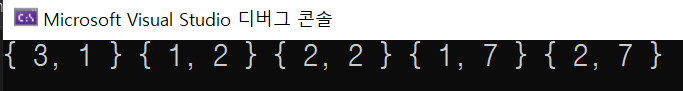 Microsoft Visual Studio 디버그 콘솔
{ 3, 1 } { 1, 2 } { 2, 2 } { 1, 7 } { 2, 7 }